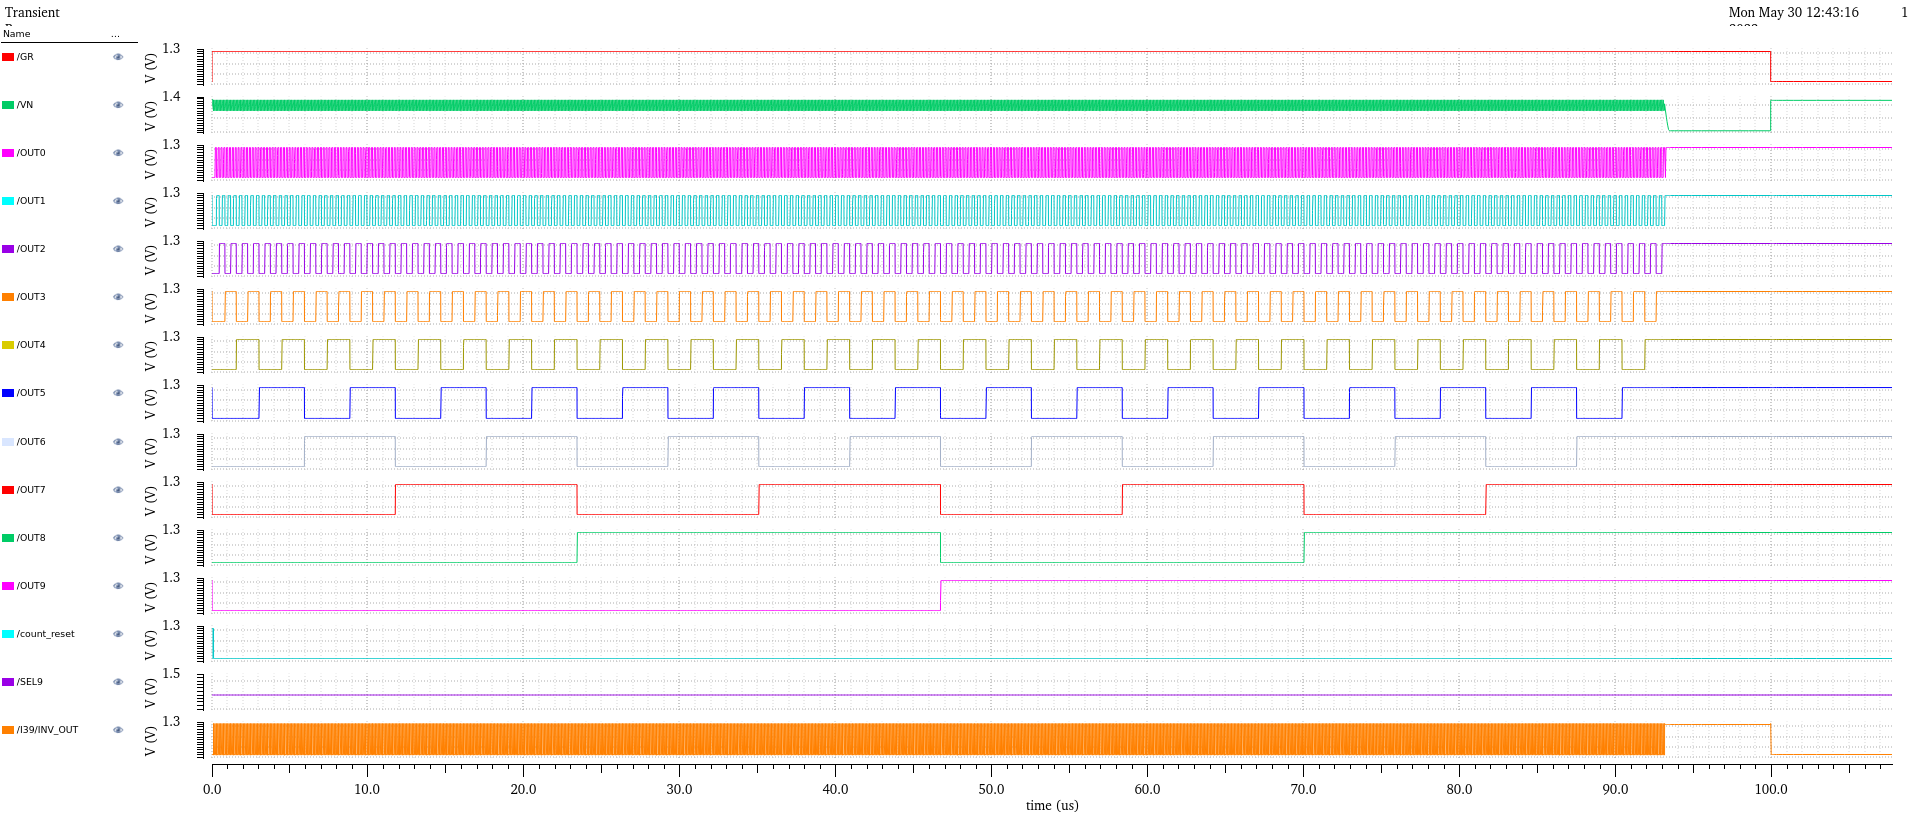 Transient
Mon May 30 12:43:16 1
Name ...
/GR V (V) 1.3
/VN V (V) 1.4
/OUT0 V (V) 1.3
/OUT1 V (V) 1.3
/OUT2 V (V) 1.3
/OUT3 V (V) 1.3
/OUT4 V (V) 1.3
/OUT5 V (V) 1.3
/OUT6 V (V) 1.3
/OUT7 V (V) 1.3
/OUT8 V (V) 1.3
/OUT9 V (V) 1.3
/count_reset V (V) 1.3
/SEL9 V (V) 1.5
/I39/INV_OUT V (V) 1.3
0.0 10.0 20.0 30.0 40.0 50.0 60.0 70.0 80.0 90.0 100.0
time (us)